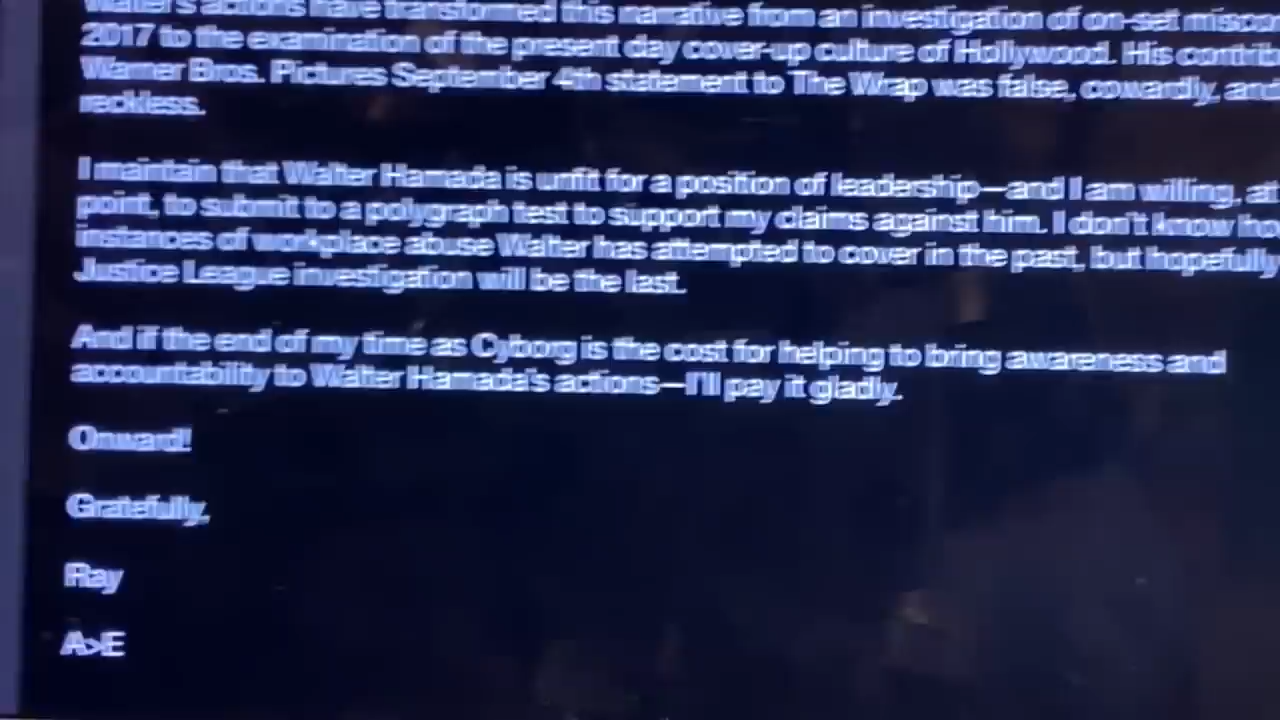 Walter's actions have transformed this narrative from an investigation of on-set
2017 to the examination of the present day cover-up culture of Hollywood. His
Warner Bros. Pictures September 4th statement to The Wrap was false, cowardly, and
reckless.
I maintain that Walter Hamada is unfit for a position of leadership—and I am willing, at
point, to submit to a polygraph test to support my claims against him. I don't know
instances of workplace abuse Walter has attempted to cover in the past, but hopefully
Justice League investigation will be the last.
And if the end of my time as Cyborg is the cost for helping to bring awareness and
accountability to Walter Hamada's actions—I'll pay it gladly.
Onward!
Gratefully,
Ray
A>E